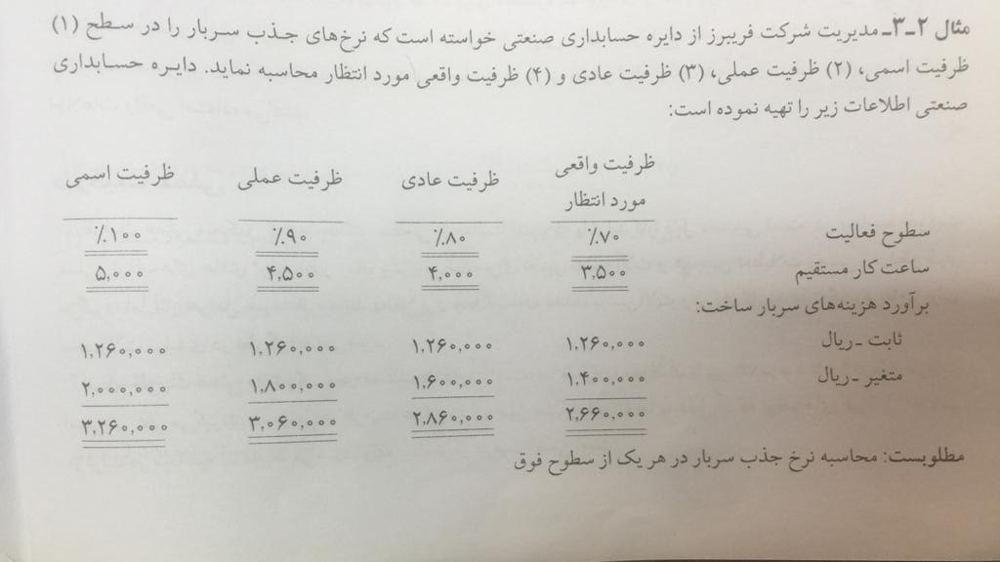 مثال ۲ـ۳ـ مدیریت شرکت فریبرز از دایره حسابداری صنعتی خواسته است که نرخ‌های جذب سربار را در سطح (۱)
ظرفیت اسمی، (۲) ظرفیت عملی، (۳) ظرفیت عادی و (۴) ظرفیت واقعی مورد انتظار محاسبه نماید. دایره حسابداری
صنعتی اطلاعات زیر را تهیه نموده است:
ظرفیت واقعی مورد انتظار ظرفیت عادی ظرفیت عملی ظرفیت اسمی
سطوح فعالیت ٪۷۰ ٪۸۰ ٪۹۰ ٪۱۰۰
ساعت کار مستقیم ۳,۵۰۰ ۴,۰۰۰ ۴,۵۰۰ ۵,۰۰۰
برآورد هزینه‌های سربار ساخت:
ثابت ـ ریال ۱,۲۶۰,۰۰۰ ۱,۲۶۰,۰۰۰ ۱,۲۶۰,۰۰۰ ۱,۲۶۰,۰۰۰
متغیر ـ ریال ۱,۴۰۰,۰۰۰ ۱,۶۰۰,۰۰۰ ۱,۸۰۰,۰۰۰ ۲,۰۰۰,۰۰۰
۲,۶۶۰,۰۰۰ ۲,۸۶۰,۰۰۰ ۳,۰۶۰,۰۰۰ ۳,۲۶۰,۰۰۰
مطلوبست: محاسبه نرخ جذب سربار در هر یک از سطوح فوق